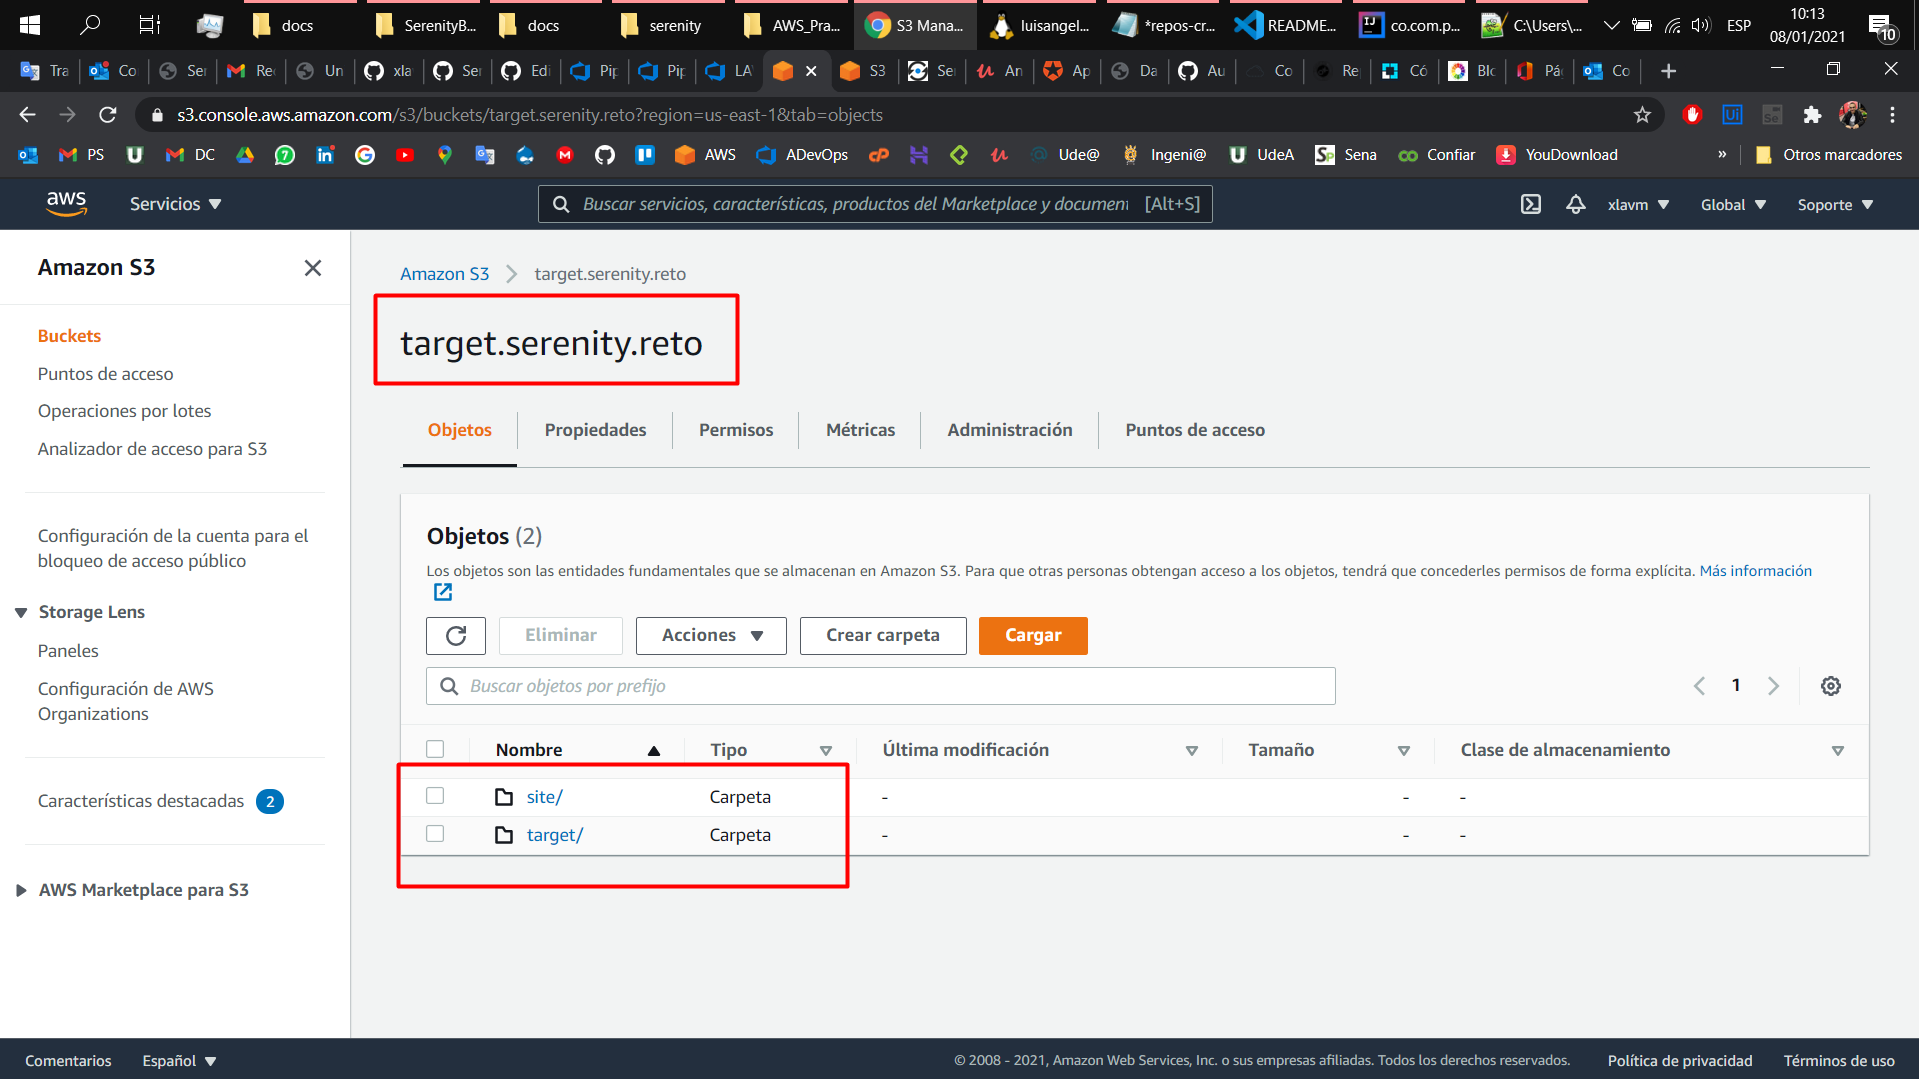 docs
SerenityB...
docs
serenity
AWS_Pra...
S3 Mana...
luisangel...
*repos-cr...
README...
co.com.p...
C:\Users\...
ESP
10:13
08/01/2021
10
Tra
Co
Ser
Rec
Un
xla
Ser
Edi
Pip
Pip
LA
S3
Se
An
Ap
Da
Au
Co
Re
Có
Blo
Pá
Co
s3.console.aws.amazon.com/s3/buckets/target.serenity.reto?region=us-east-1&tab=objects
PS
DC
AWS
ADevOps
Ude@
Ingeni@
UdeA
Sena
Confiar
YouDownload
»
Otros marcadores
aws
Servicios
Buscar servicios, características, productos del Marketplace y document
[Alt+S]
xlavm
Global
Soporte
Amazon S3
Buckets
Puntos de acceso
Operaciones por lotes
Analizador de acceso para S3
Configuración de la cuenta para el
bloqueo de acceso público
Storage Lens
Paneles
Configuración de AWS
Organizations
Características destacadas 2
AWS Marketplace para S3
Amazon S3 > target.serenity.reto
target.serenity.reto
Objetos
Propiedades
Permisos
Métricas
Administración
Puntos de acceso
Objetos (2)
Los objetos son las entidades fundamentales que se almacenan en Amazon S3. Para que otras personas obtengan acceso a los objetos, tendrá que concederles permisos de forma explícita. Más información
Eliminar
Acciones
Crear carpeta
Cargar
Buscar objetos por prefijo
1
Nombre Tipo Última modificación Tamaño Clase de almacenamiento
site/ Carpeta - - -
target/ Carpeta - - -
Comentarios
Español
© 2008 - 2021, Amazon Web Services, Inc. o sus empresas afiliadas. Todos los derechos reservados.
Política de privacidad
Términos de uso